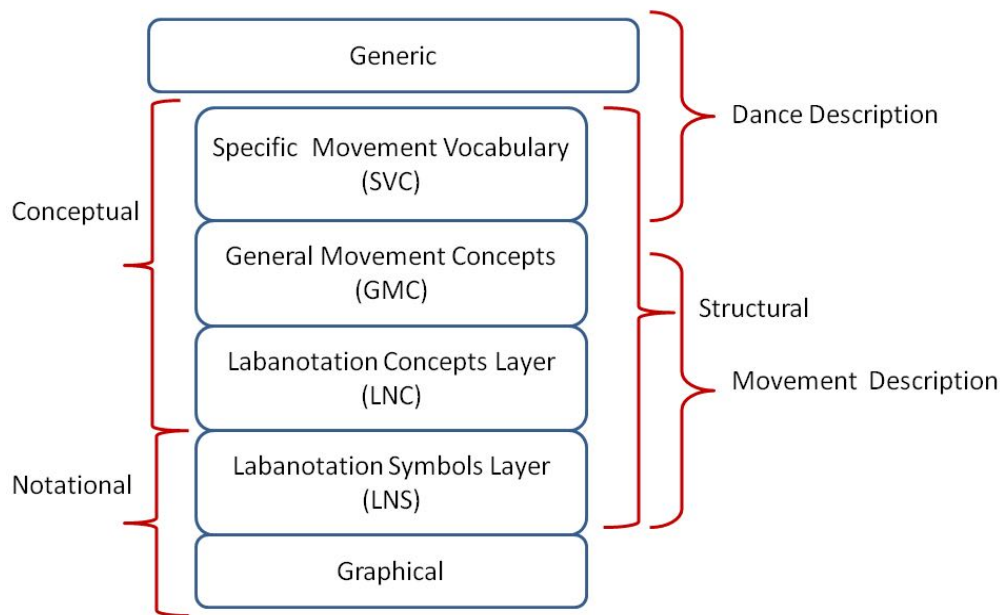 Generic
Dance Description
Specific Movement Vocabulary
(SVC)
Conceptual
General Movement Concepts
(GMC)
Structural
Labanotation Concepts Layer
(LNC)
Movement Description
Labanotation Symbols Layer
(LNS)
Notational
Graphical